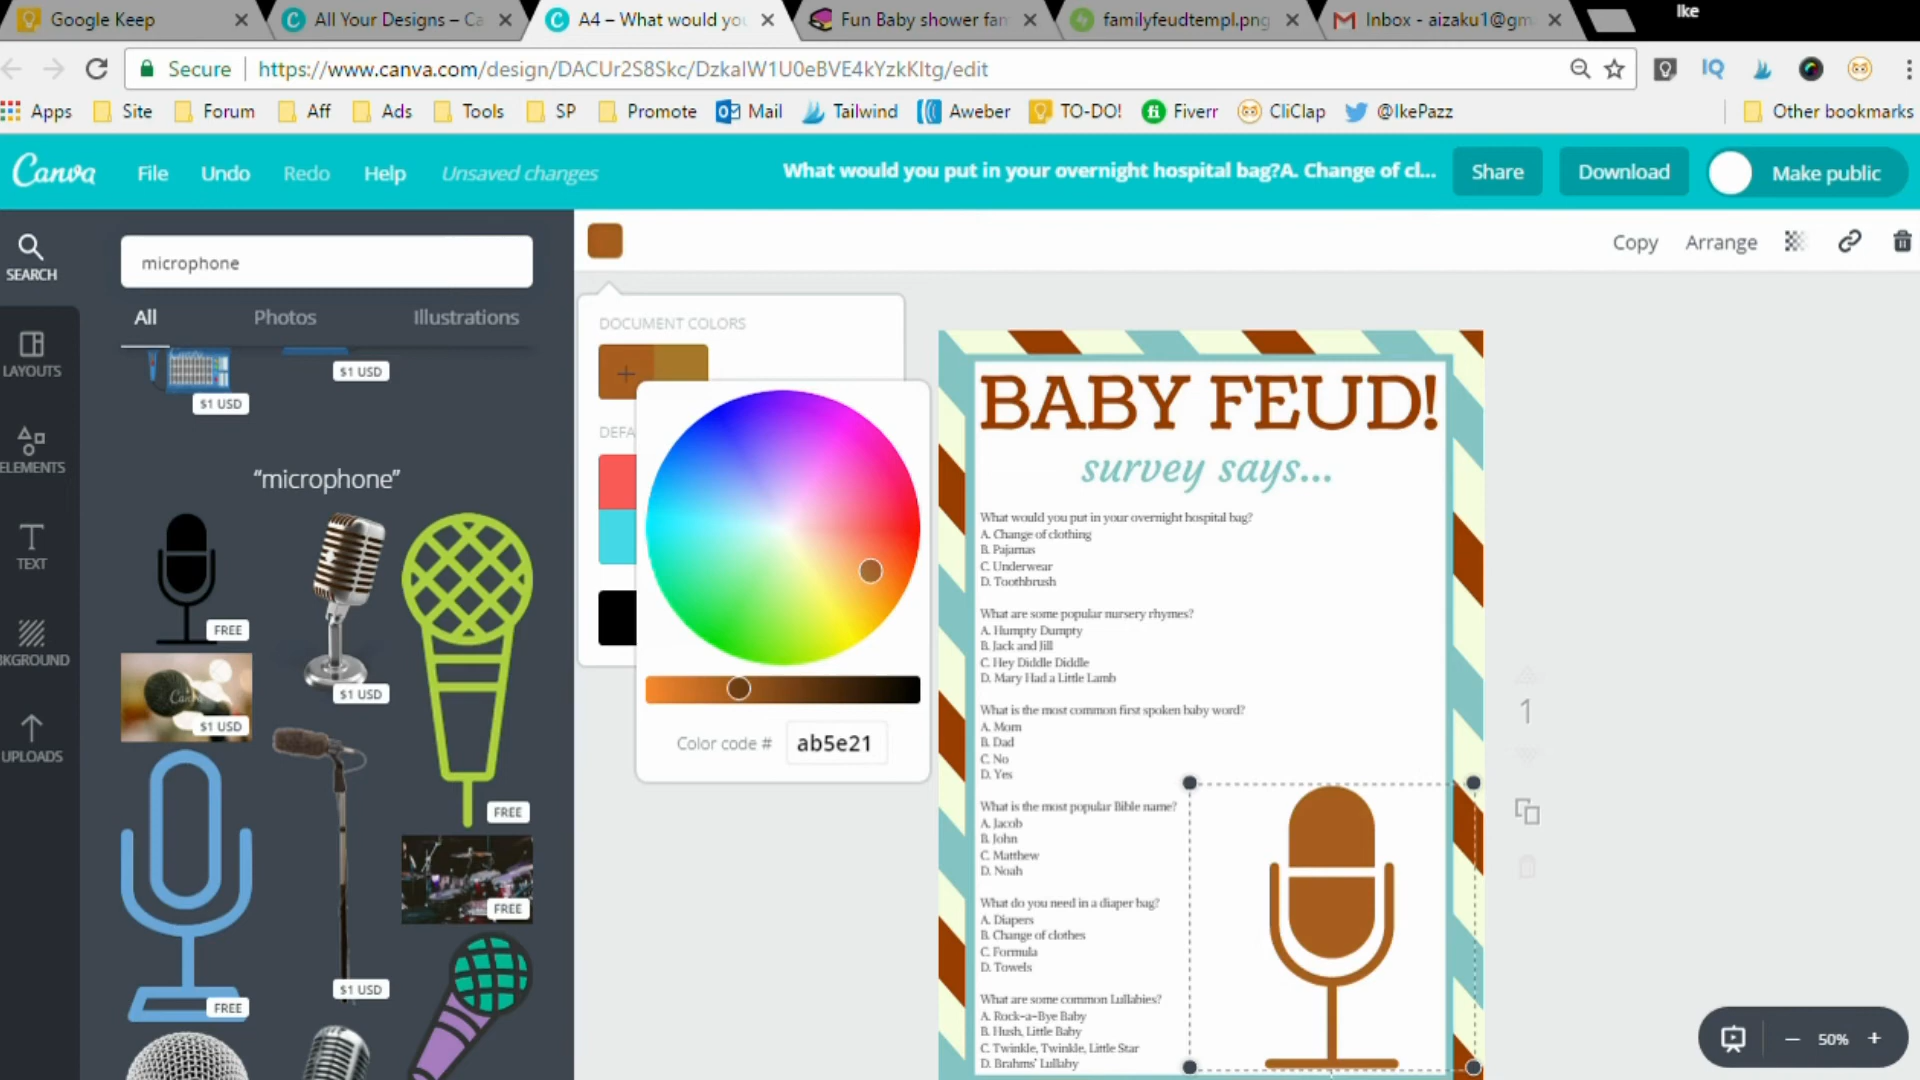 Google Keep
All Your Designs – Ca
A4 – What would you
Fun Baby shower fam
familyfeudtempl.png
Inbox - aizaku1@gm
Ike
Secure
https://www.canva.com/design/DACUr2S8Skc/DzkaIW1U0eBVE4kYzkKltg/edit
Apps
Site
Forum
Aff
Ads
Tools
SP
Promote
Mail
Tailwind
Aweber
TO-DO!
Fiverr
CliClap
@IkePazz
Other bookmarks
Canva
File
Undo
Redo
Help
Unsaved changes
What would you put in your overnight hospital bag?A. Change of cl...
Share
Download
Make public
SEARCH
LAYOUTS
ELEMENTS
TEXT
BKGROUND
UPLOADS
microphone
All
Photos
Illustrations
$1 USD
$1 USD
“microphone”
FREE
$1 USD
Canva
$1 USD
FREE
FREE
$1 USD
FREE
Copy
Arrange
DOCUMENT COLORS
DEFA
Color code #
ab5e21
BABY FEUD!
survey says...
What would you put in your overnight hospital bag?
A. Change of clothing
B. Pajamas
C. Underwear
D. Toothbrush
What are some popular nursery rhymes?
A. Humpty Dumpty
B. Jack and Jill
C. Hey Diddle Diddle
D. Mary Had a Little Lamb
What is the most common first spoken baby word?
A. Mom
B. Dad
C. No
D. Yes
What is the most popular Bible name?
A. Jacob
B. John
C. Matthew
D. Noah
What do you need in a diaper bag?
A. Diapers
B. Change of clothes
C. Formula
D. Towels
What are some common Lullabies?
A. Rock-a-Bye Baby
B. Hush, Little Baby
C. Twinkle, Twinkle, Little Star
D. Brahms' Lullaby
1
50%